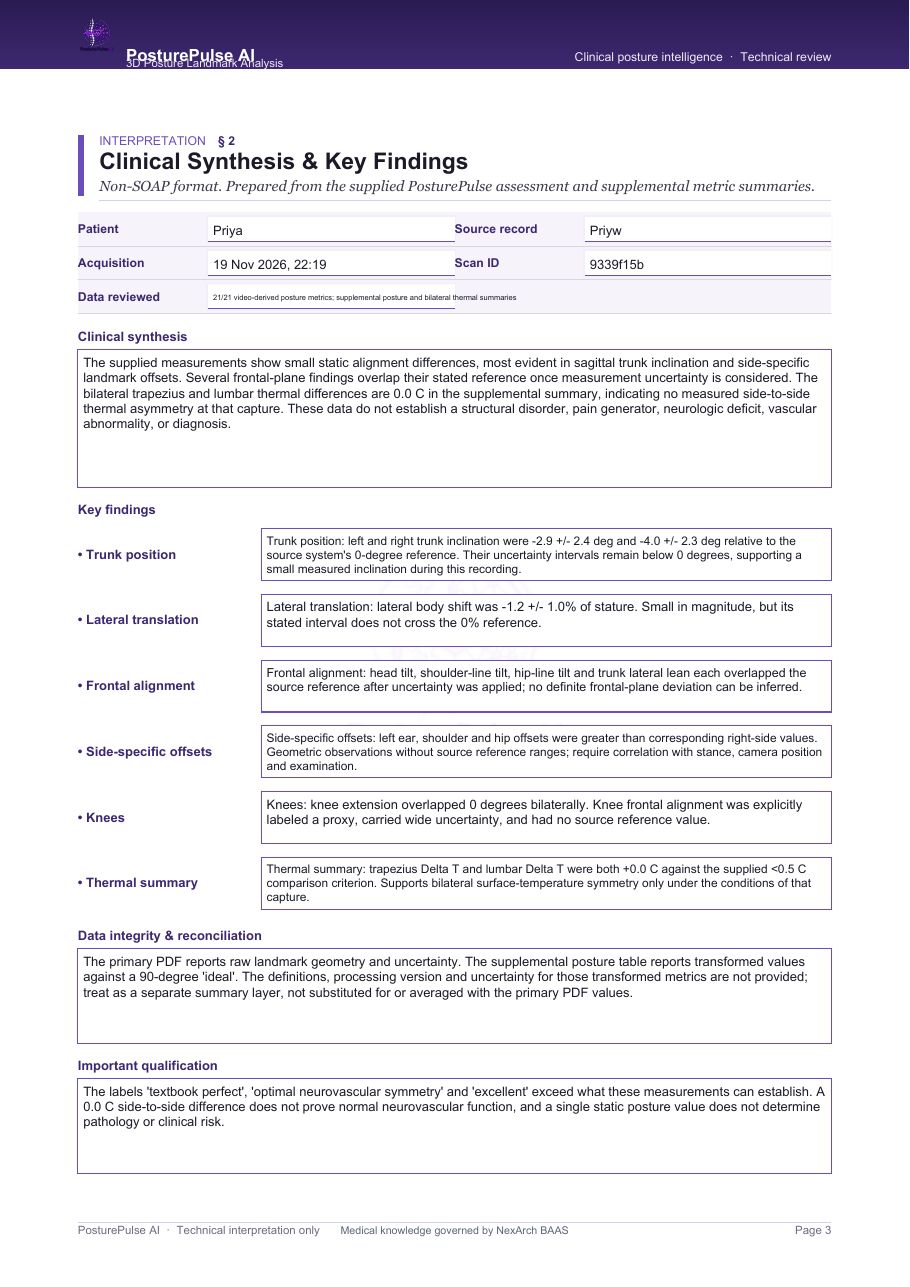 PosturePulse AI
3D Posture Landmark Analysis
Clinical posture intelligence · Technical review
INTERPRETATION § 2
Clinical Synthesis & Key Findings
Non-SOAP format. Prepared from the supplied PosturePulse assessment and supplemental metric summaries.
Patient Priya Source record Priyw
Acquisition 19 Nov 2026, 22:19 Scan ID 9339f15b
Data reviewed 21/21 video-derived posture metrics; supplemental posture and bilateral thermal summaries
Clinical synthesis
The supplied measurements show small static alignment differences, most evident in sagittal trunk inclination and side-specific
landmark offsets. Several frontal-plane findings overlap their stated reference once measurement uncertainty is considered. The
bilateral trapezius and lumbar thermal differences are 0.0 C in the supplemental summary, indicating no measured side-to-side
thermal asymmetry at that capture. These data do not establish a structural disorder, pain generator, neurologic deficit, vascular
abnormality, or diagnosis.
Key findings
• Trunk position
Trunk position: left and right trunk inclination were -2.9 +/- 2.4 deg and -4.0 +/- 2.3 deg relative to the
source system's 0-degree reference. Their uncertainty intervals remain below 0 degrees, supporting a
small measured inclination during this recording.
• Lateral translation
Lateral translation: lateral body shift was -1.2 +/- 1.0% of stature. Small in magnitude, but its
stated interval does not cross the 0% reference.
• Frontal alignment
Frontal alignment: head tilt, shoulder-line tilt, hip-line tilt and trunk lateral lean each overlapped the
source reference after uncertainty was applied; no definite frontal-plane deviation can be inferred.
• Side-specific offsets
Side-specific offsets: left ear, shoulder and hip offsets were greater than corresponding right-side values.
Geometric observations without source reference ranges; require correlation with stance, camera position
and examination.
• Knees
Knees: knee extension overlapped 0 degrees bilaterally. Knee frontal alignment was explicitly
labeled a proxy, carried wide uncertainty, and had no source reference value.
• Thermal summary
Thermal summary: trapezius Delta T and lumbar Delta T were both +0.0 C against the supplied <0.5 C
comparison criterion. Supports bilateral surface-temperature symmetry only under the conditions of that
capture.
Data integrity & reconciliation
The primary PDF reports raw landmark geometry and uncertainty. The supplemental posture table reports transformed values
against a 90-degree 'ideal'. The definitions, processing version and uncertainty for those transformed metrics are not provided;
treat as a separate summary layer, not substituted for or averaged with the primary PDF values.
Important qualification
The labels 'textbook perfect', 'optimal neurovascular symmetry' and 'excellent' exceed what these measurements can establish. A
0.0 C side-to-side difference does not prove normal neurovascular function, and a single static posture value does not determine
pathology or clinical risk.
PosturePulse AI · Technical interpretation only Medical knowledge governed by NexArch BAAS Page 3